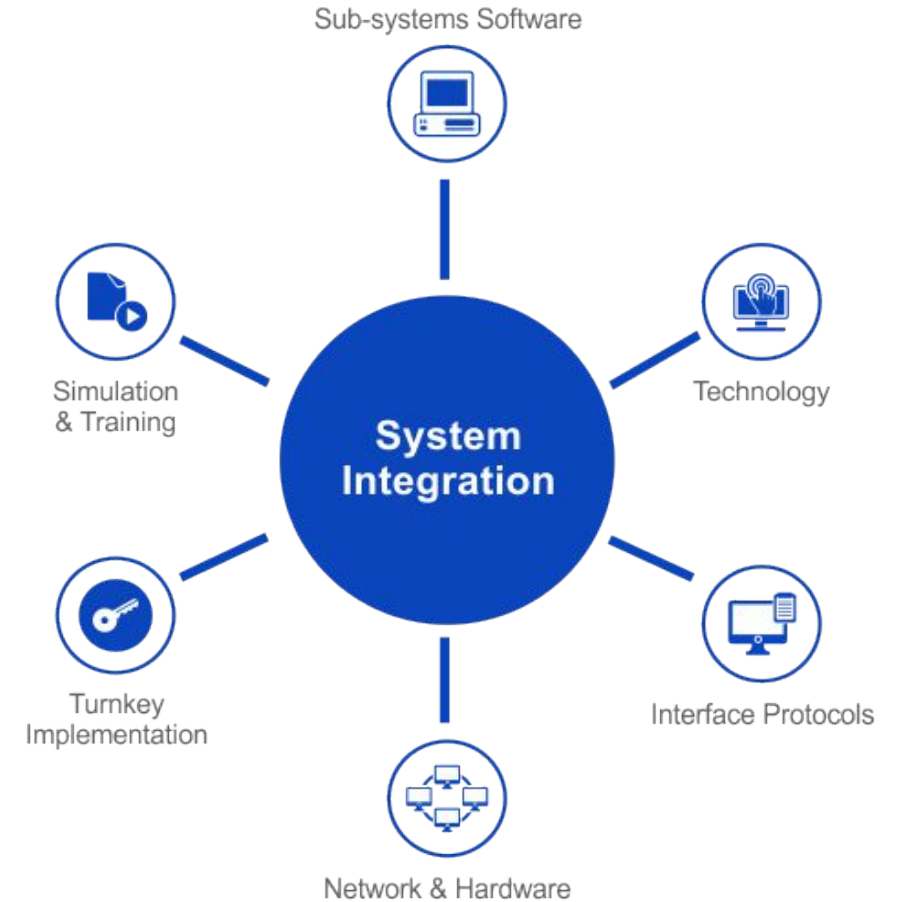 Sub-systems Software
Simulation
& Training
Technology
System
Integration
Turnkey
Implementation
Interface Protocols
Network & Hardware